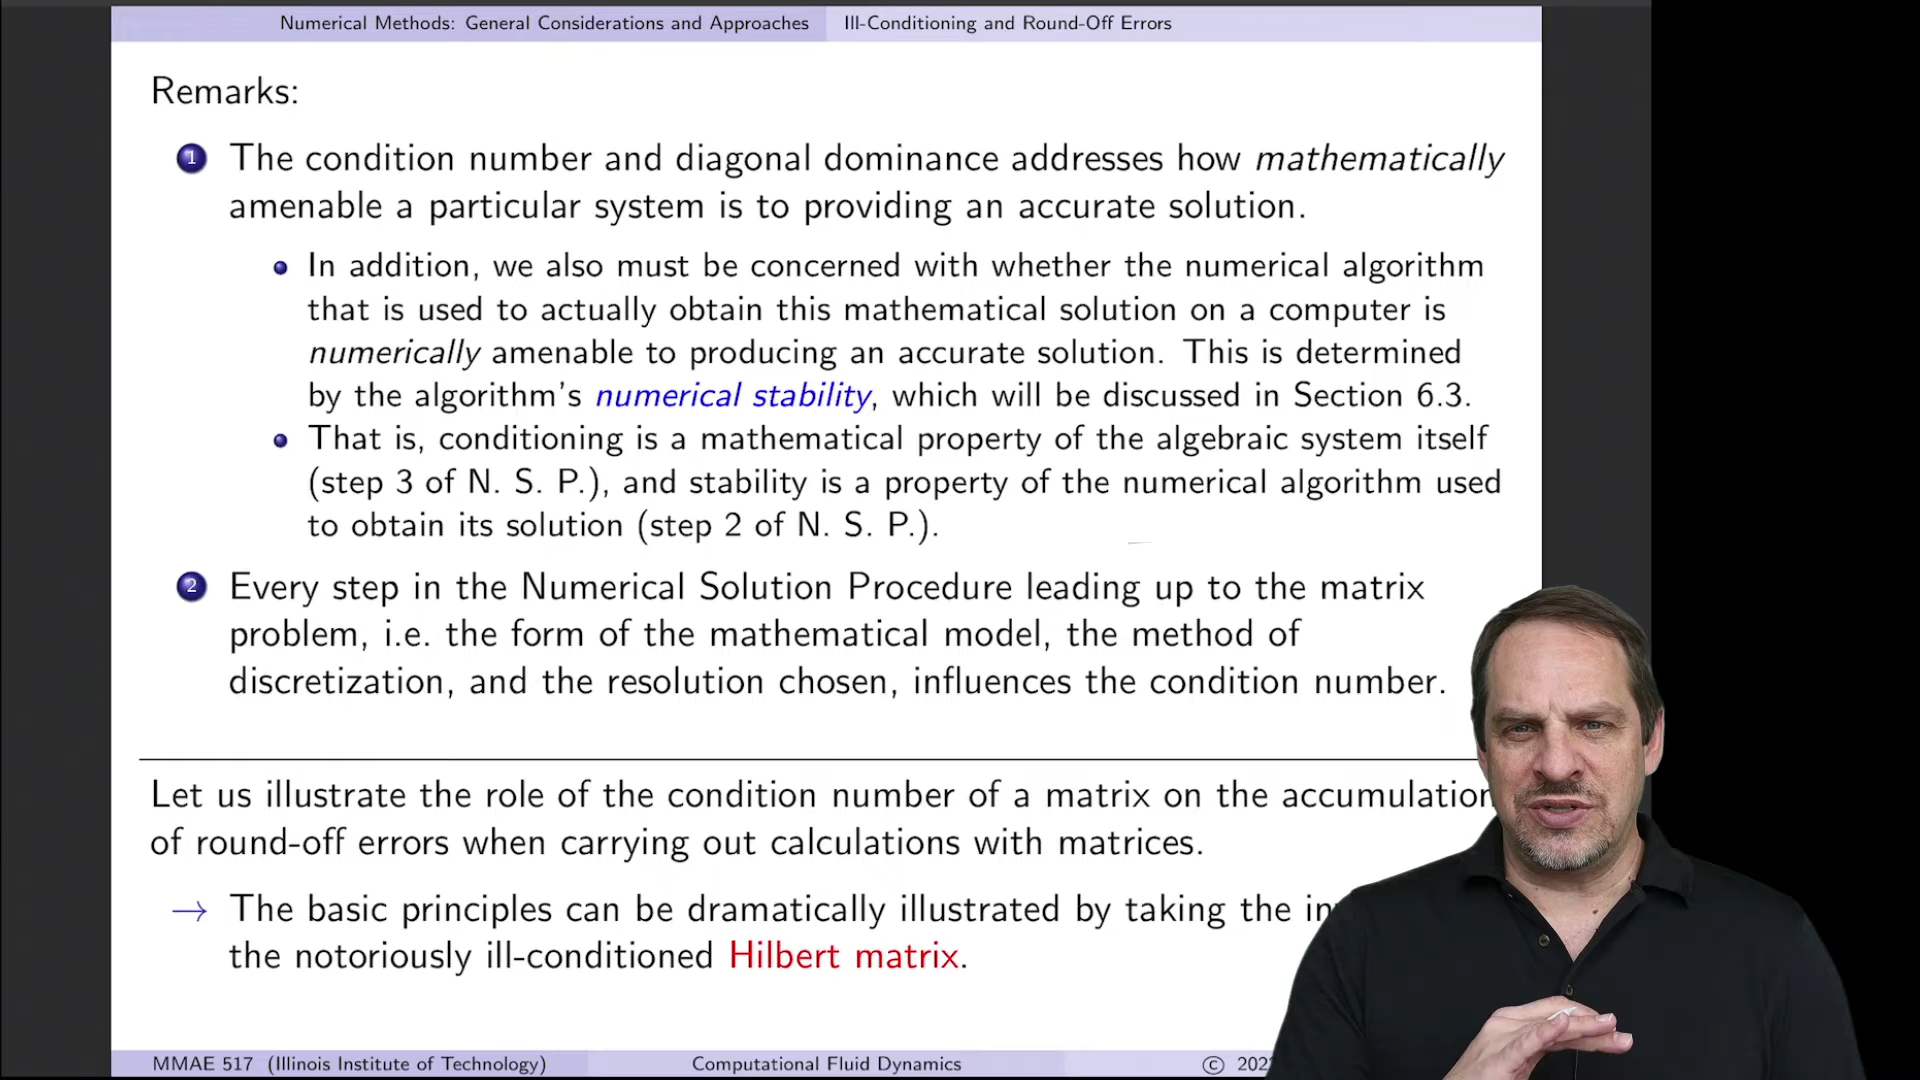 Numerical Methods: General Considerations and Approaches Ill-Conditioning and Round-Off Errors
Remarks:
1 The condition number and diagonal dominance addresses how mathematically
amenable a particular system is to providing an accurate solution.
• In addition, we also must be concerned with whether the numerical algorithm
that is used to actually obtain this mathematical solution on a computer is
numerically amenable to producing an accurate solution. This is determined
by the algorithm's numerical stability, which will be discussed in Section 6.3.
• That is, conditioning is a mathematical property of the algebraic system itself
(step 3 of N. S. P.), and stability is a property of the numerical algorithm used
to obtain its solution (step 2 of N. S. P.).
2 Every step in the Numerical Solution Procedure leading up to the matrix
problem, i.e. the form of the mathematical model, the method of
discretization, and the resolution chosen, influences the condition number.
Let us illustrate the role of the condition number of a matrix on the accumulation
of round-off errors when carrying out calculations with matrices.
→ The basic principles can be dramatically illustrated by taking the
the notoriously ill-conditioned Hilbert matrix.
MMAE 517 (Illinois Institute of Technology) Computational Fluid Dynamics ©